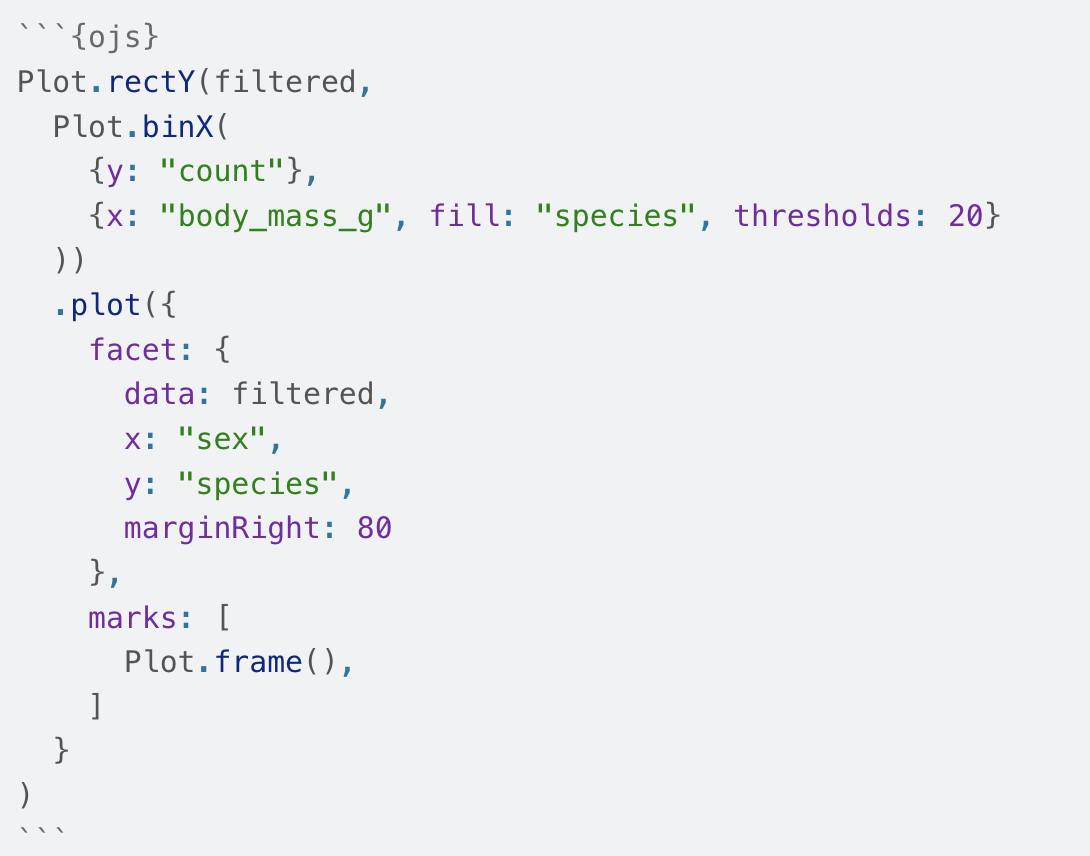 ```{ojs}
Plot.rectY(filtered,
  Plot.binX(
    {y: "count"},
    {x: "body_mass_g", fill: "species", thresholds: 20}
  ))
  .plot({
    facet: {
      data: filtered,
      x: "sex",
      y: "species",
      marginRight: 80
    },
    marks: [
      Plot.frame(),
    ]
  }
)
```